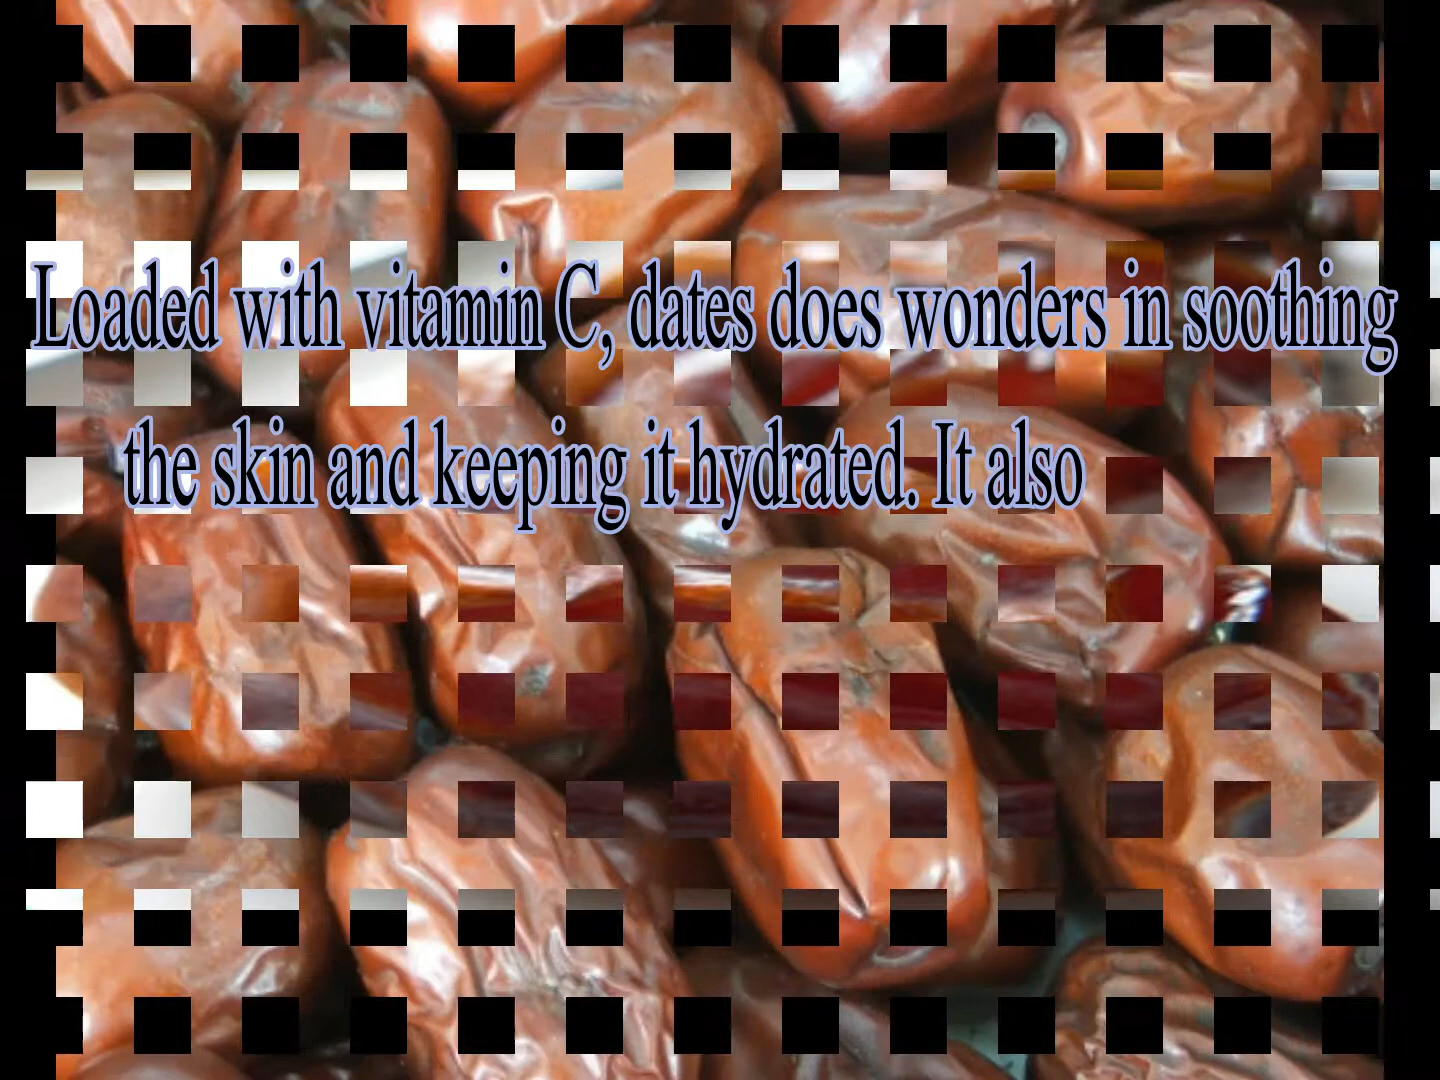 Loaded with vitamin C, dates does wonders in soothing
the skin and keeping it hydrated. It also